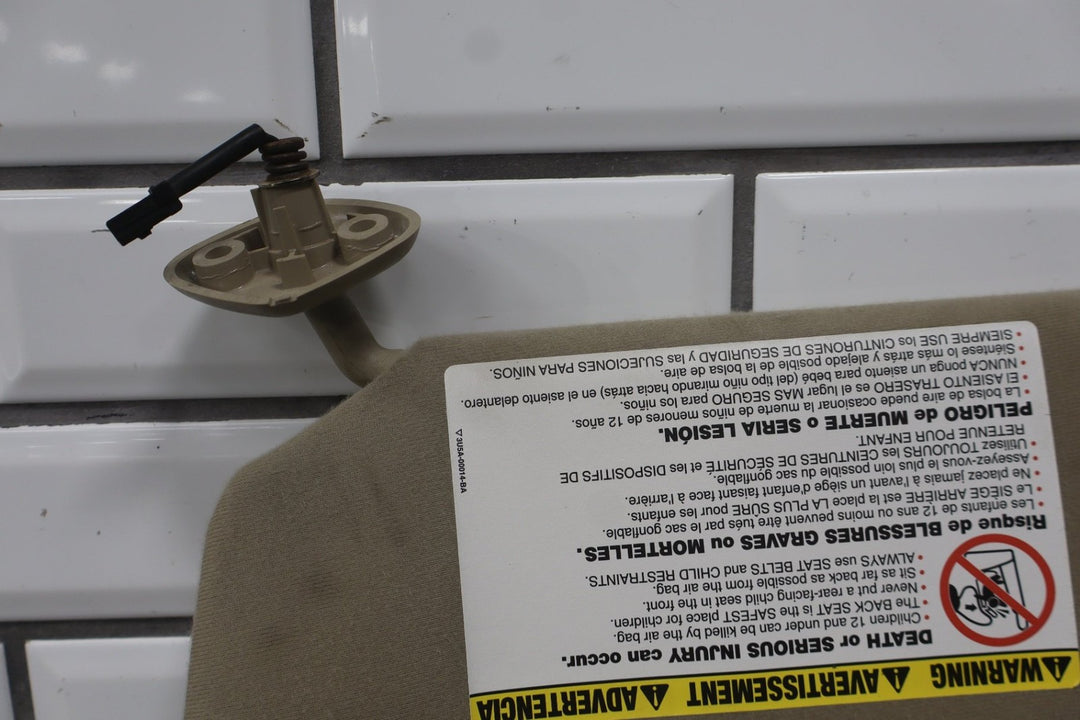 WARNING AVERTISSEMENT ADVERTENCIA
DEATH or SERIOUS INJURY can occur.
• Children 12 and under can be killed by the air bag.
• The BACK SEAT is the SAFEST place for children.
• Never put a rear-facing child seat in the front.
• Sit as far back as possible from the air bag.
• ALWAYS use SEAT BELTS and CHILD RESTRAINTS.
Risque de BLESSURES GRAVES ou MORTELLES.
• Les enfants de 12 ans ou moins peuvent être tués par le sac gonflable.
• Le SIÈGE ARRIÈRE est la place LA PLUS SÛRE pour les enfants.
• Ne placez jamais à l'avant un siège d'enfant faisant face à l'arrière.
• Asseyez-vous le plus loin possible du sac gonflable.
• Utilisez TOUJOURS les CEINTURES DE SÉCURITÉ et les DISPOSITIFS DE
RETENUE POUR ENFANT.
PELIGRO de MUERTE o SERIA LESIÓN.
• La bolsa de aire puede ocasionar la muerte de niños menores de 12 años.
• El ASIENTO TRASERO es el lugar MAS SEGURO para los niños.
• NUNCA ponga un asiento para bebé (del tipo niño mirando hacia atrás) en el asiento delantero.
• Siéntese lo más atrás y alejado posible de la bolsa de aire.
• SIEMPRE USE los CINTURONES DE SEGURIDAD y las SUJECIONES PARA NIÑOS.
3U5A-00014-BA